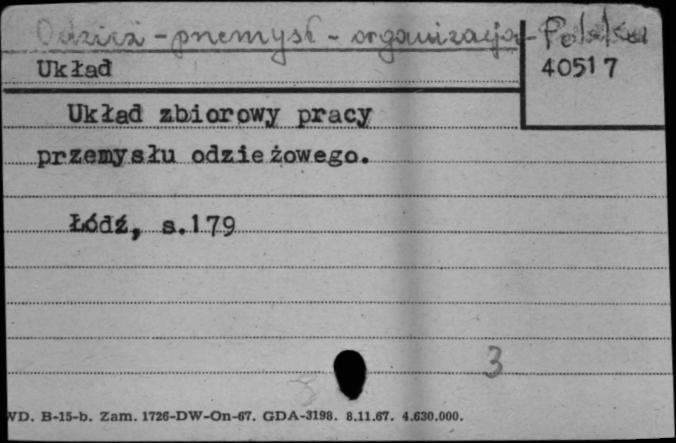 Odzież - przemysł - organizacja - Polska
Układ
40517
Układ zbiorowy pracy
przemysłu odzieżowego.
Łódź, s.179
3
WD. B-15-b. Zam. 1726-DW-On-67. GDA-3198. 8.11.67. 4.630.000.